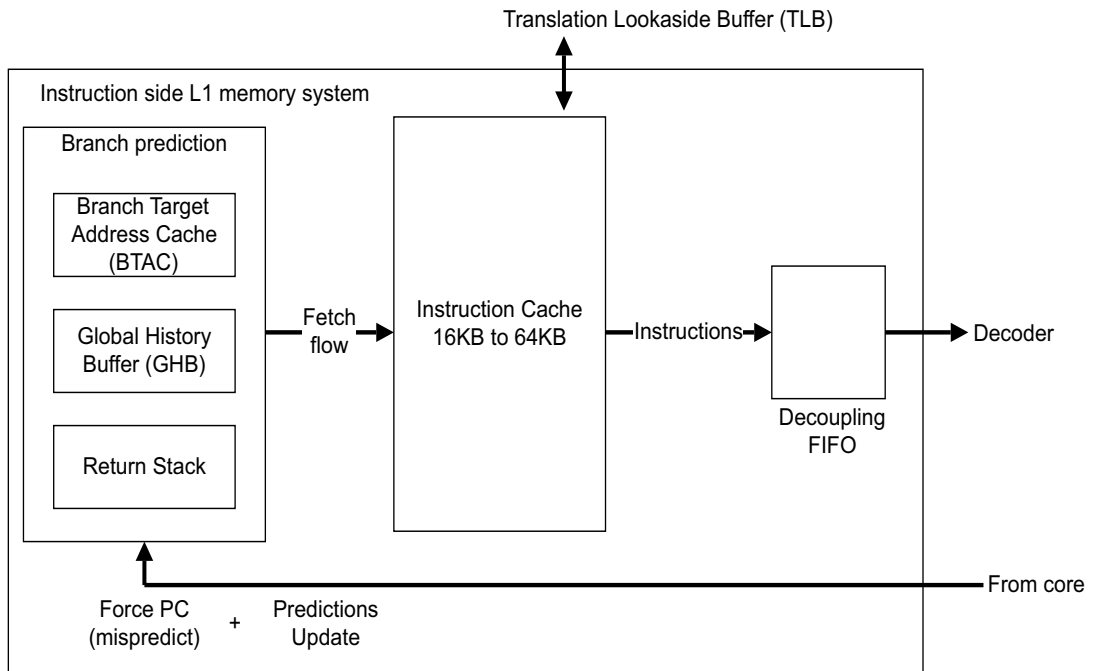 Translation Lookaside Buffer (TLB)
Instruction side L1 memory system
Branch prediction
Branch Target
Address Cache
(BTAC)
Global History
Buffer (GHB)
Return Stack
Fetch
flow
Instruction Cache
16KB to 64KB
Instructions
Decoupling
FIFO
Decoder
From core
Force PC
(mispredict)
+
Predictions
Update